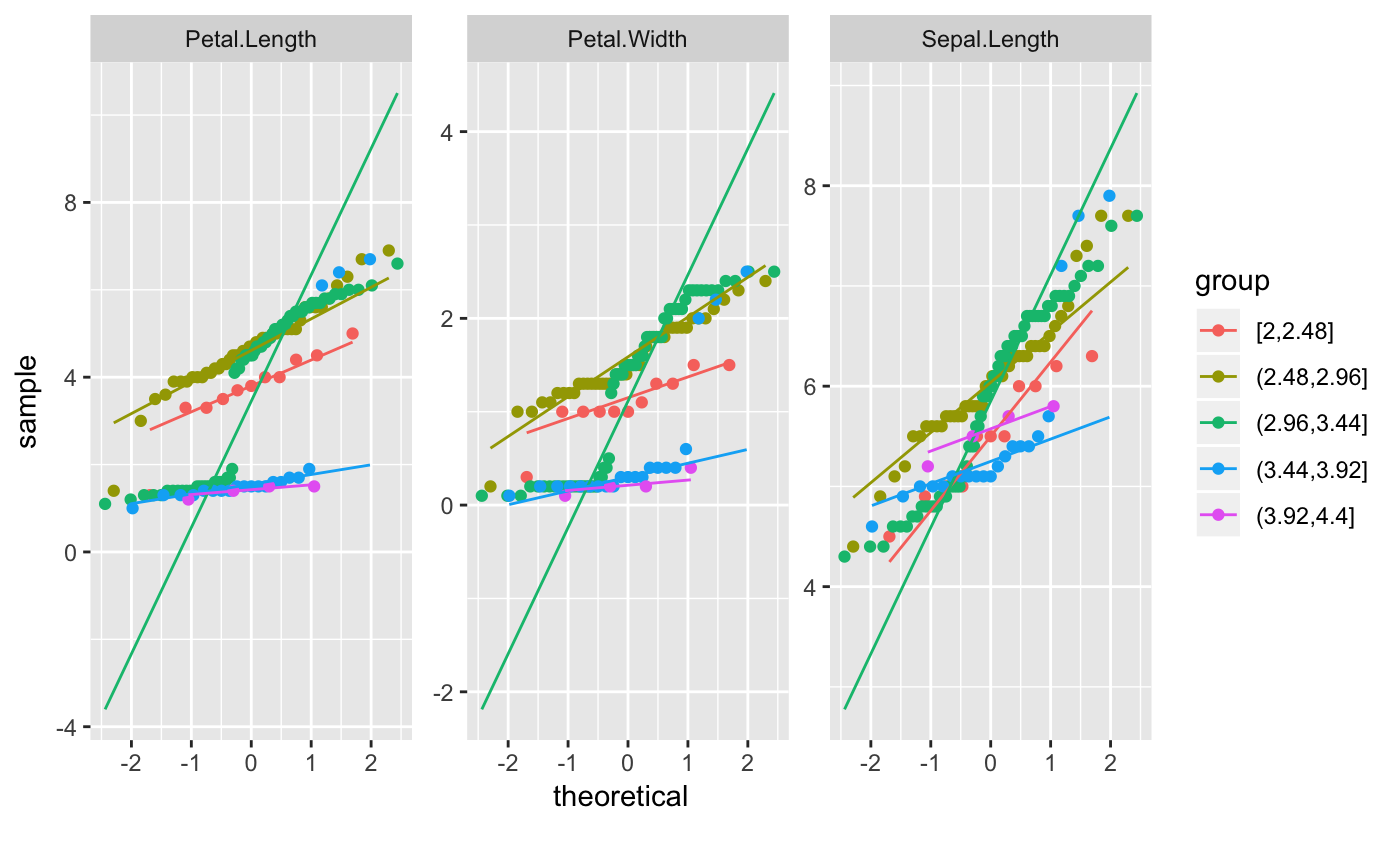 Petal.Length Petal.Width Sepal.Length
8
4
0
-4
4
2
0
-2
8
6
4
-2 -1 0 1 2
-2 -1 0 1 2
-2 -1 0 1 2
theoretical
sample
group
[2,2.48]
(2.48,2.96]
(2.96,3.44]
(3.44,3.92]
(3.92,4.4]